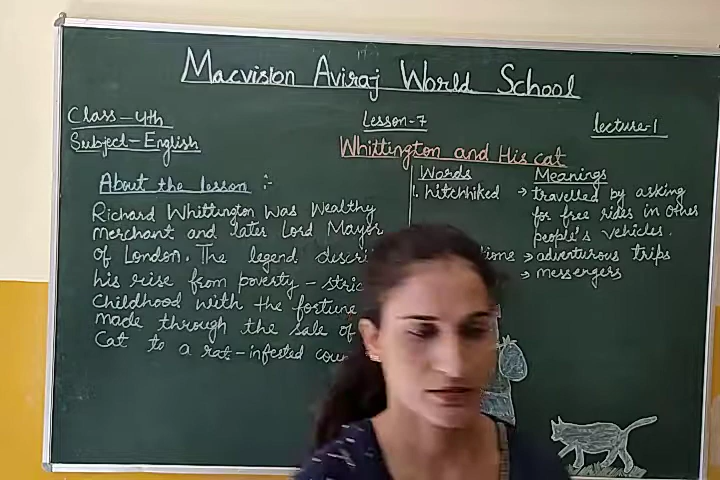 Macvision Aviraj World School
Class-4th
Lesson-7
lecture-1
Subject-English
Whittington and His cat
About the lesson :-
Richard Whittington was Wealthy
merchant and later Lord Mayor
of London. The legend
his rise from poverty -
Childhood with the fortune
made through the sale of
Cat to a rat-infested
Words
Meanings
1. hitchhiked → travelled by asking
for free rides in other
people's vehicles.
→ adventurous trips
→ messengers